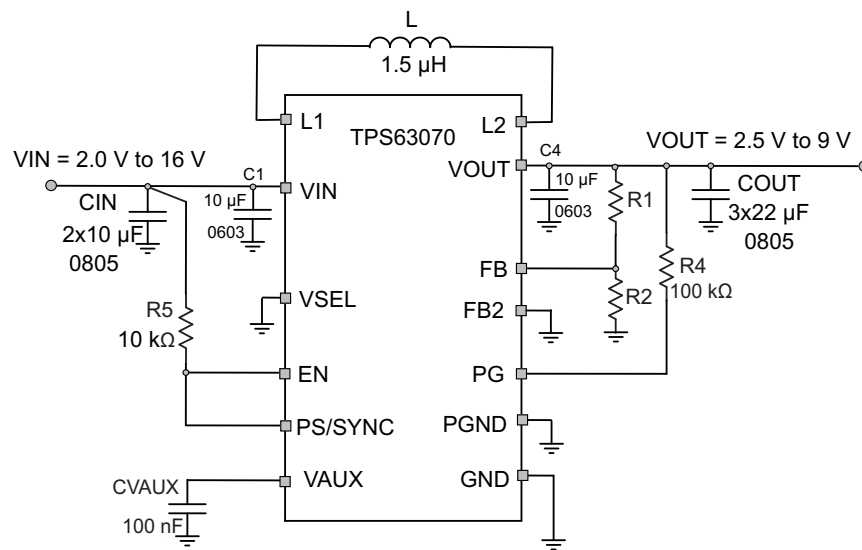 L
1.5 µH
L1
TPS63070
L2
VIN = 2.0 V to 16 V
C1
VIN
VOUT
C4
VOUT = 2.5 V to 9 V
CIN
2x10 µF
0805
10 µF
0603
10 µF
0603
R1
COUT
3x22 µF
0805
FB
R4
100 kΩ
VSEL
R2
FB2
R5
10 kΩ
EN
PG
PS/SYNC
PGND
CVAUX
VAUX
GND
100 nF